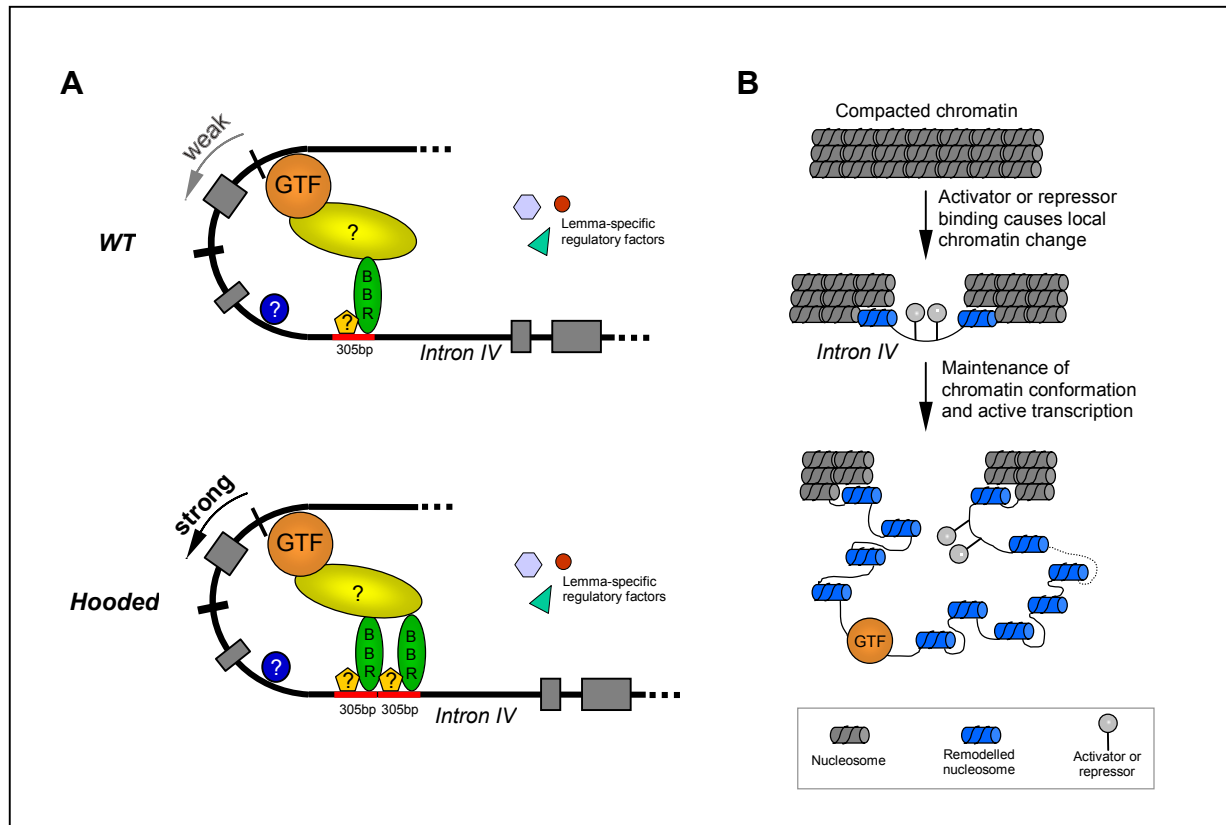 A
weak
GTF
?
WT
B
B
R
?
?
305bp
Intron IV
Lemma-specific
regulatory factors
strong
GTF
?
Hooded
B
B
R
B
B
R
?
?
?
305bp 305bp
Intron IV
Lemma-specific
regulatory factors
B
Compacted chromatin
Activator or repressor
binding causes local
chromatin change
Intron IV
Maintenance of
chromatin conformation
and active transcription
GTF
Nucleosome
Remodelled
nucleosome
Activator or
repressor